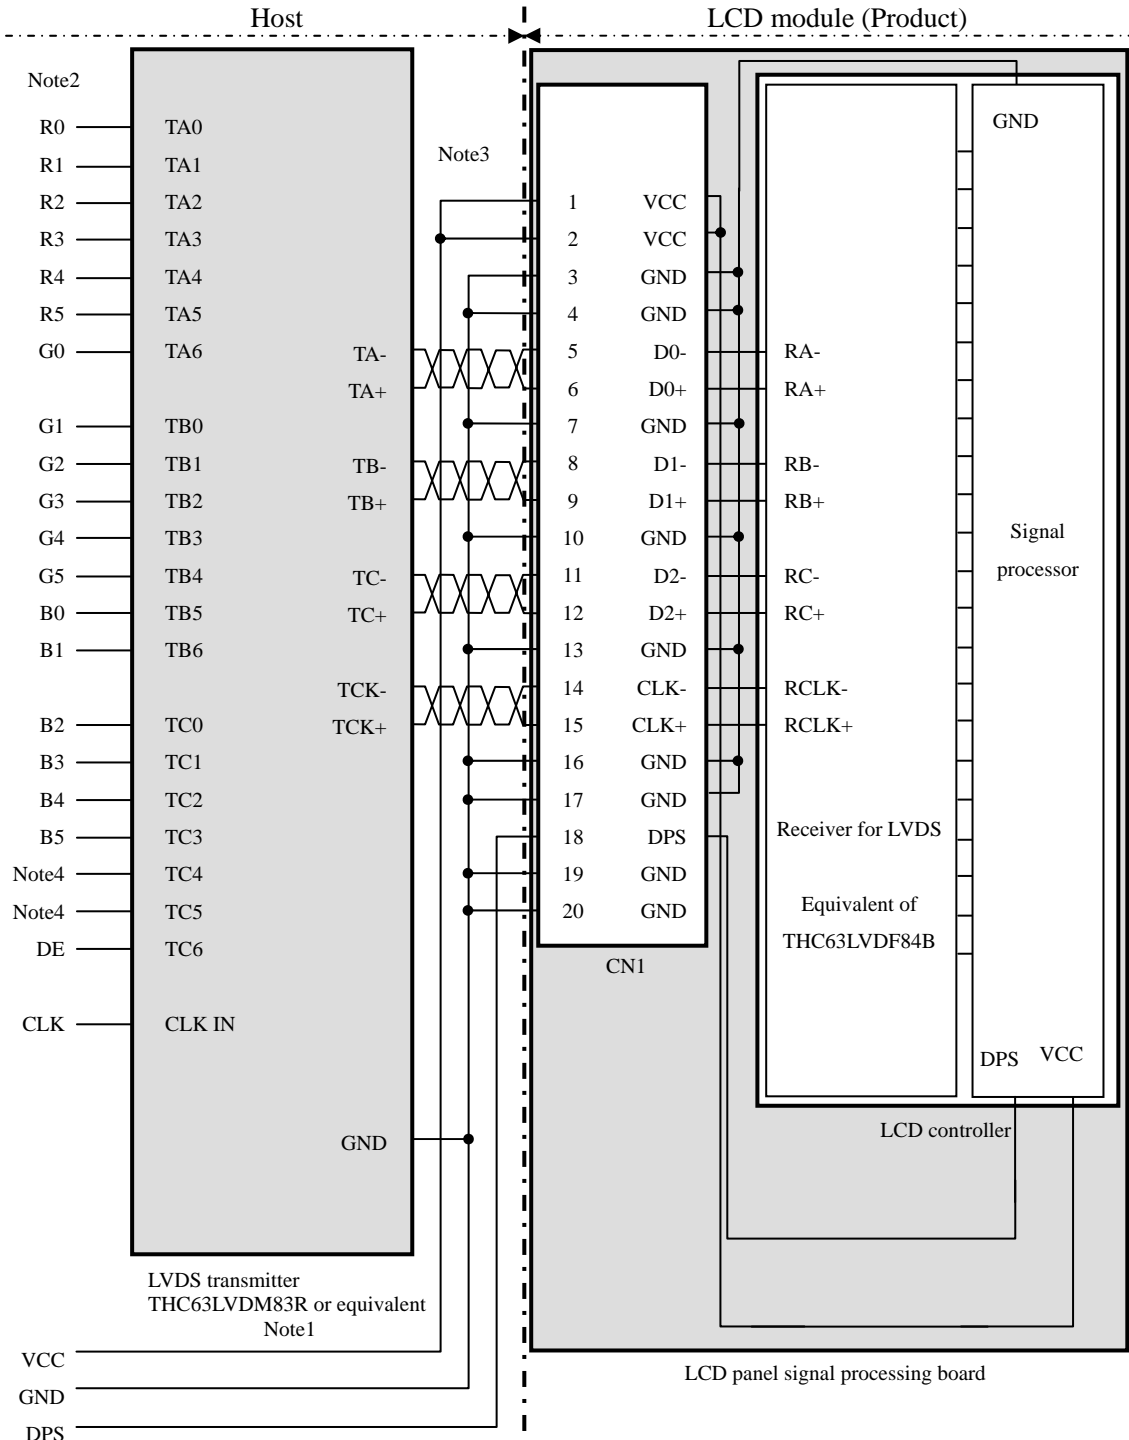 Host
LCD module (Product)
Note2
R0 TA0
R1 TA1
R2 TA2
R3 TA3
R4 TA4
R5 TA5
G0 TA6
G1 TB0
G2 TB1
G3 TB2
G4 TB3
G5 TB4
B0 TB5
B1 TB6
B2 TC0
B3 TC1
B4 TC2
B5 TC3
Note4 TC4
Note4 TC5
DE TC6
CLK CLK IN
TA-
TA+
TB-
TB+
TC-
TC+
TCK-
TCK+
GND
Note3
1 VCC
2 VCC
3 GND
4 GND
5 D0-
6 D0+
7 GND
8 D1-
9 D1+
10 GND
11 D2-
12 D2+
13 GND
14 CLK-
15 CLK+
16 GND
17 GND
18 DPS
19 GND
20 GND
CN1
RA-
RA+
RB-
RB+
RC-
RC+
RCLK-
RCLK+
Receiver for LVDS
Equivalent of
THC63LVDF84B
GND
Signal
processor
DPS VCC
LCD controller
LVDS transmitter
THC63LVDM83R or equivalent
Note1
VCC
GND
DPS
LCD panel signal processing board